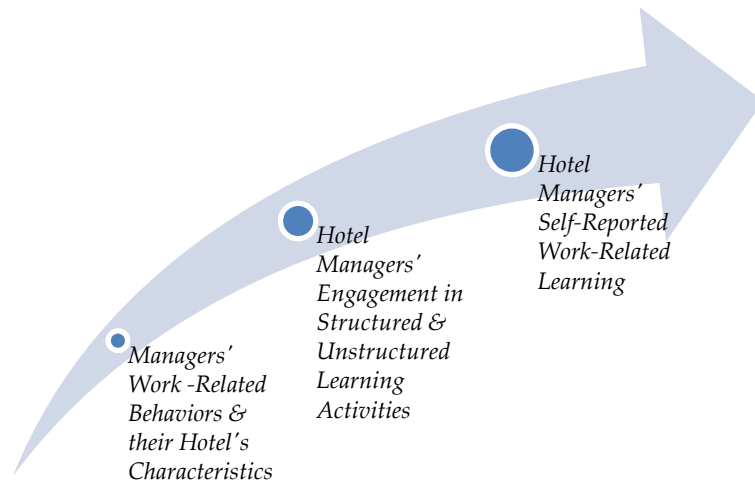 Managers'
Work -Related
Behaviors &
their Hotel's
Characteristics
Hotel
Managers'
Engagement in
Structured &
Unstructured
Learning
Activities
Hotel
Managers'
Self-Reported
Work-Related
Learning